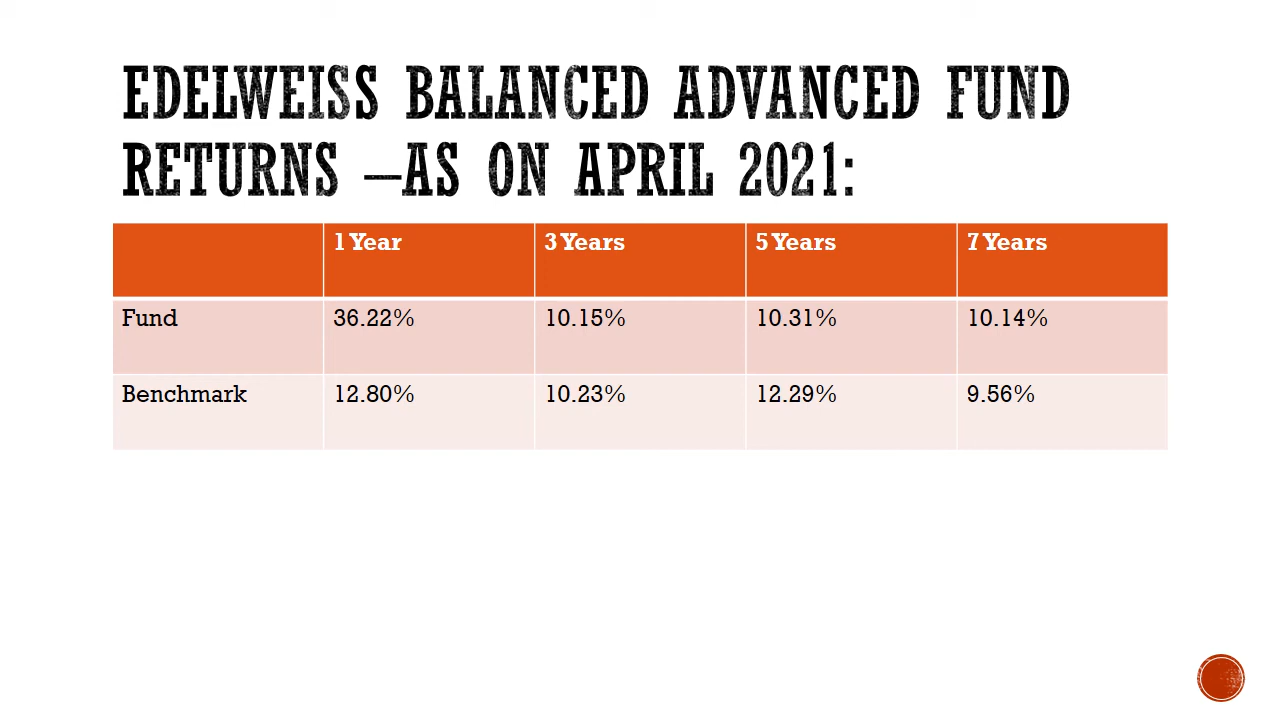 EDELWEISS BALANCED ADVANCED FUND
RETURNS –AS ON APRIL 2021:
1 Year 3 Years 5 Years 7 Years
Fund 36.22% 10.15% 10.31% 10.14%
Benchmark 12.80% 10.23% 12.29% 9.56%